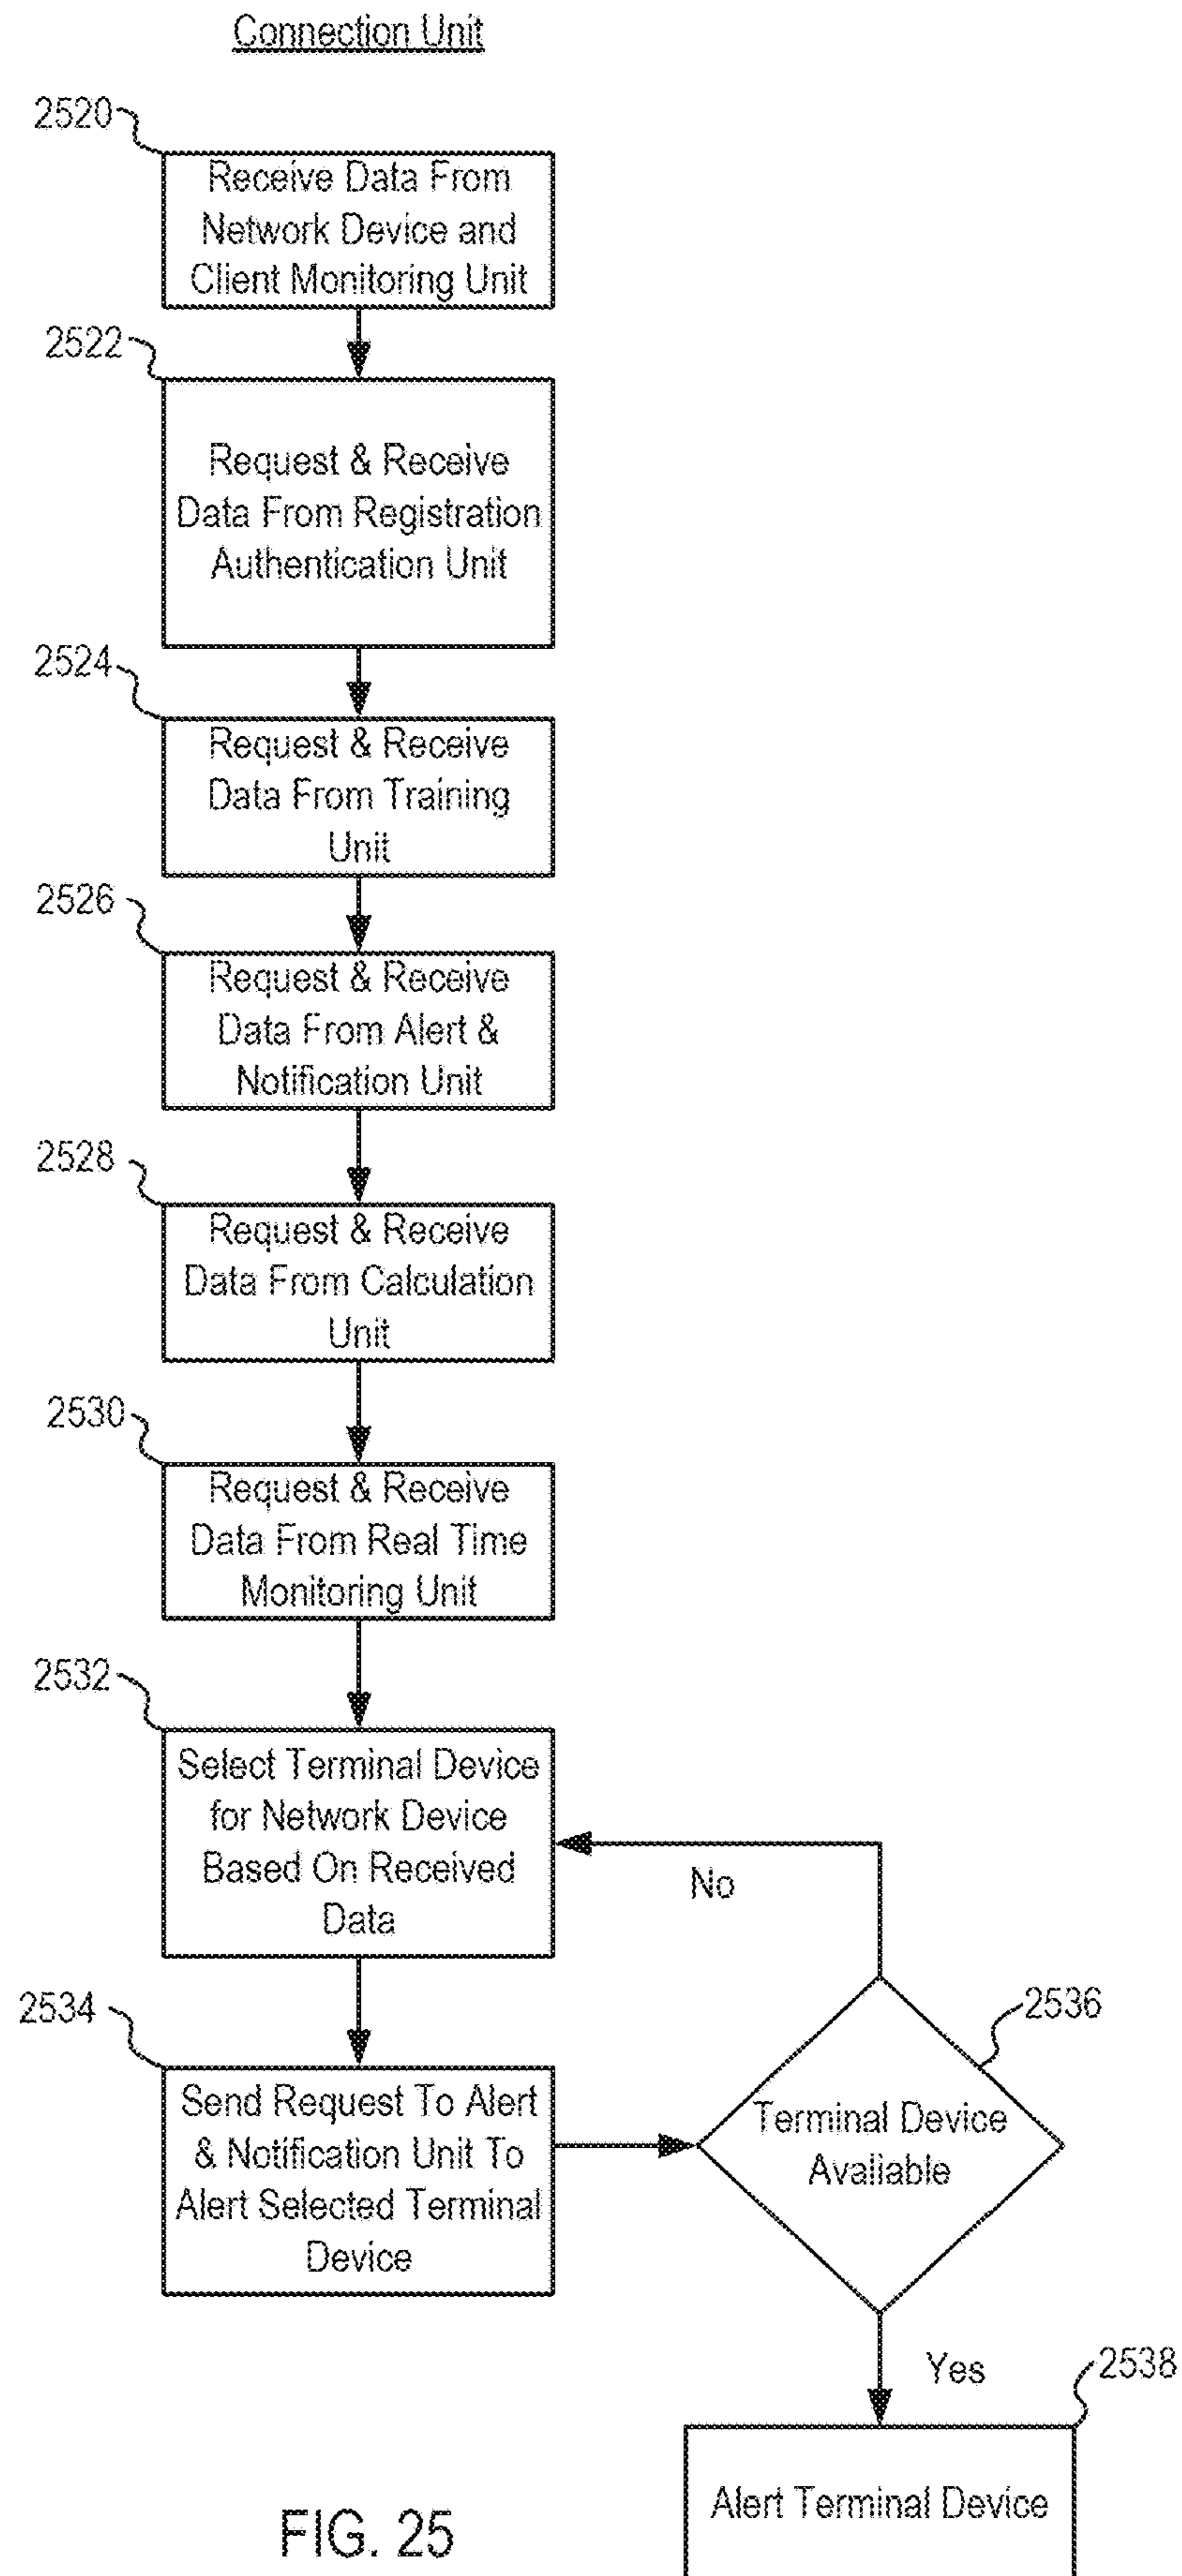 Connection Unit
2520
Receive Data From
Network Device and
Client Monitoring Unit
2522
Request & Receive
Data From Registration
Authentication Unit
2524
Request & Receive
Data From Training
Unit
2526
Request & Receive
Data From Alert &
Notification Unit
2528
Request & Receive
Data From Calculation
Unit
2530
Request & Receive
Data From Real Time
Monitoring Unit
2532
Select Terminal Device
for Network Device
Based On Received
Data
No
2534
Send Request To Alert
& Notification Unit To
Alert Selected Terminal
Device
2536
Terminal Device
Avaliable
Yes
2538
Alert Terminal Device
FIG. 25